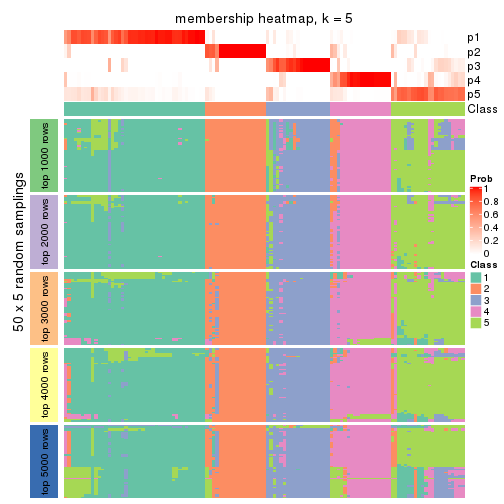 membership heatmap, k = 5
p1
p2
p3
p4
p5
Class
50 x 5 random samplings
top 1000 rows
top 2000 rows
top 3000 rows
top 4000 rows
top 5000 rows
Prob
1
0.8
0.6
0.4
0.2
0
Class
1
2
3
4
5